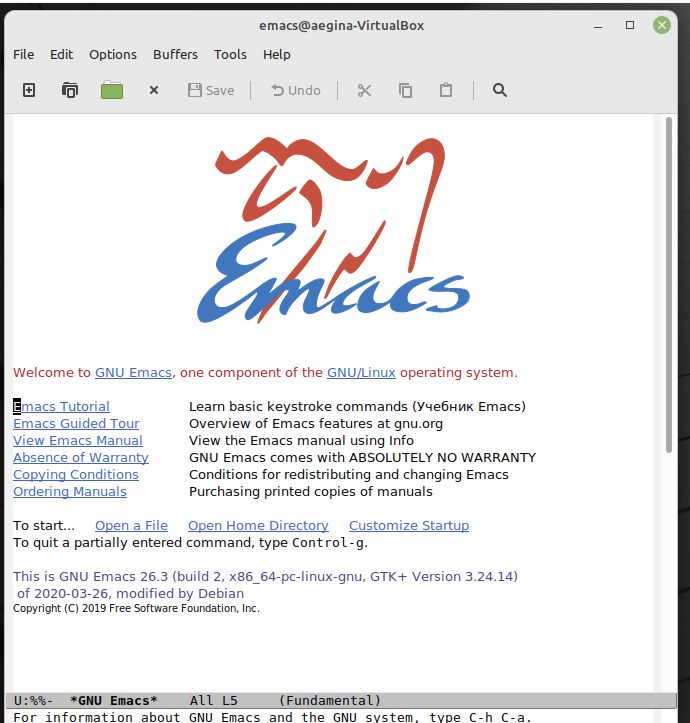 emacs@aegina-VirtualBox
File Edit Options Buffers Tools Help
Save Undo
Emacs
Welcome to GNU Emacs, one component of the GNU/Linux operating system.
Emacs Tutorial Learn basic keystroke commands (Учебник Emacs)
Emacs Guided Tour Overview of Emacs features at gnu.org
View Emacs Manual View the Emacs manual using Info
Absence of Warranty GNU Emacs comes with ABSOLUTELY NO WARRANTY
Copying Conditions Conditions for redistributing and changing Emacs
Ordering Manuals Purchasing printed copies of manuals
To start... Open a File Open Home Directory Customize Startup
To quit a partially entered command, type Control-g.
This is GNU Emacs 26.3 (build 2, x86_64-pc-linux-gnu, GTK+ Version 3.24.14)
of 2020-03-26, modified by Debian
Copyright (C) 2019 Free Software Foundation, Inc.
U:%%- *GNU Emacs* All L5 (Fundamental)
For information about GNU Emacs and the GNU system, type C-h C-a.